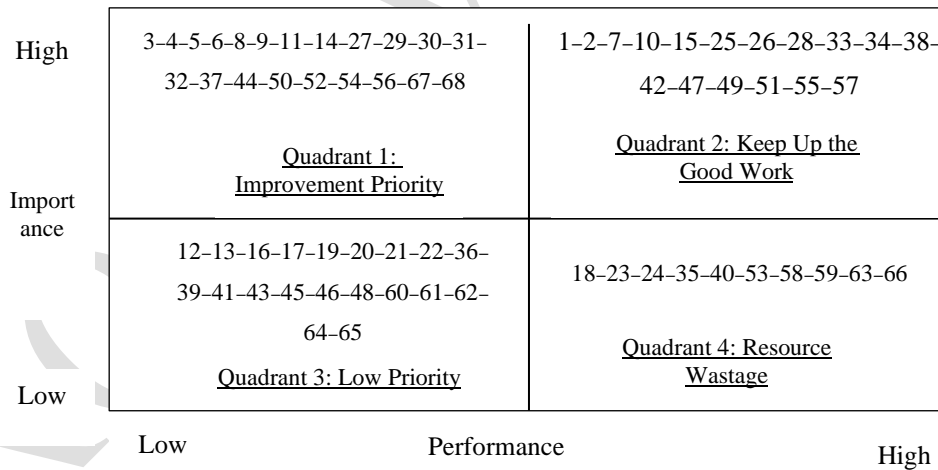 High
3–4–5–6–8–9–11–14–27–29–30–31–
32–37–44–50–52–54–56–67–68
Quadrant 1:
Improvement Priority
1–2–7–10–15–25–26–28–33–34–38–
42–47–49–51–55–57
Quadrant 2: Keep Up the
Good Work
Import
ance
12–13–16–17–19–20–21–22–36–
39–41–43–45–46–48–60–61–62–
64–65
Quadrant 3: Low Priority
18–23–24–35–40–53–58–59–63–66
Quadrant 4: Resource
Wastage
Low
Low
Performance
High